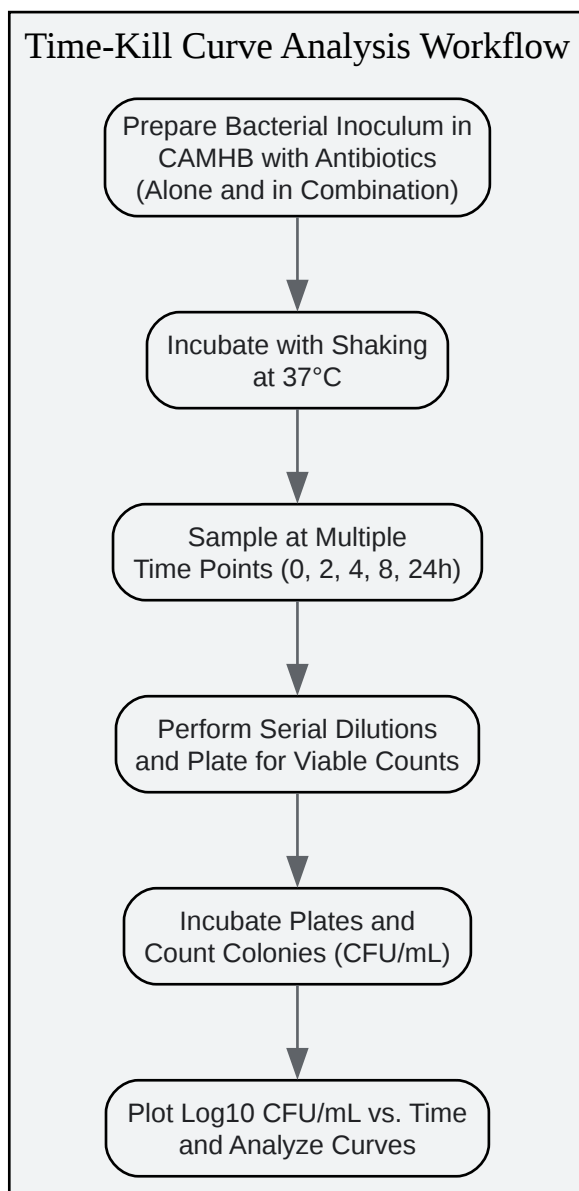 Time-Kill Curve Analysis Workflow
Prepare Bacterial Inoculum in
CAMHB with Antibiotics
(Alone and in Combination)
Incubate with Shaking
at 37°C
Sample at Multiple
Time Points (0, 2, 4, 8, 24h)
Perform Serial Dilutions
and Plate for Viable Counts
Incubate Plates and
Count Colonies (CFU/mL)
Plot Log10 CFU/mL vs. Time
and Analyze Curves